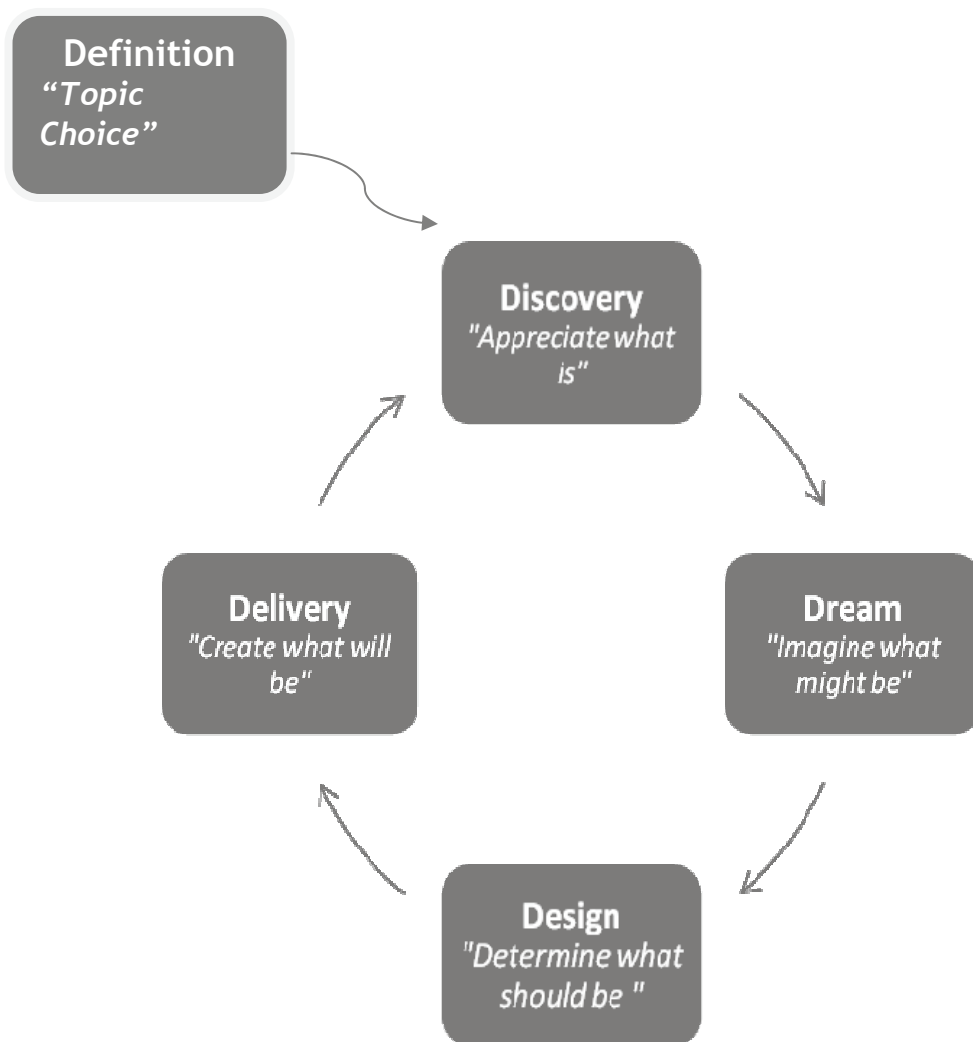 Definition
“Topic
Choice”
Discovery
"Appreciate what
is"
Delivery
"Create what will
be"
Dream
"Imagine what
might be"
Design
"Determine what
should be "